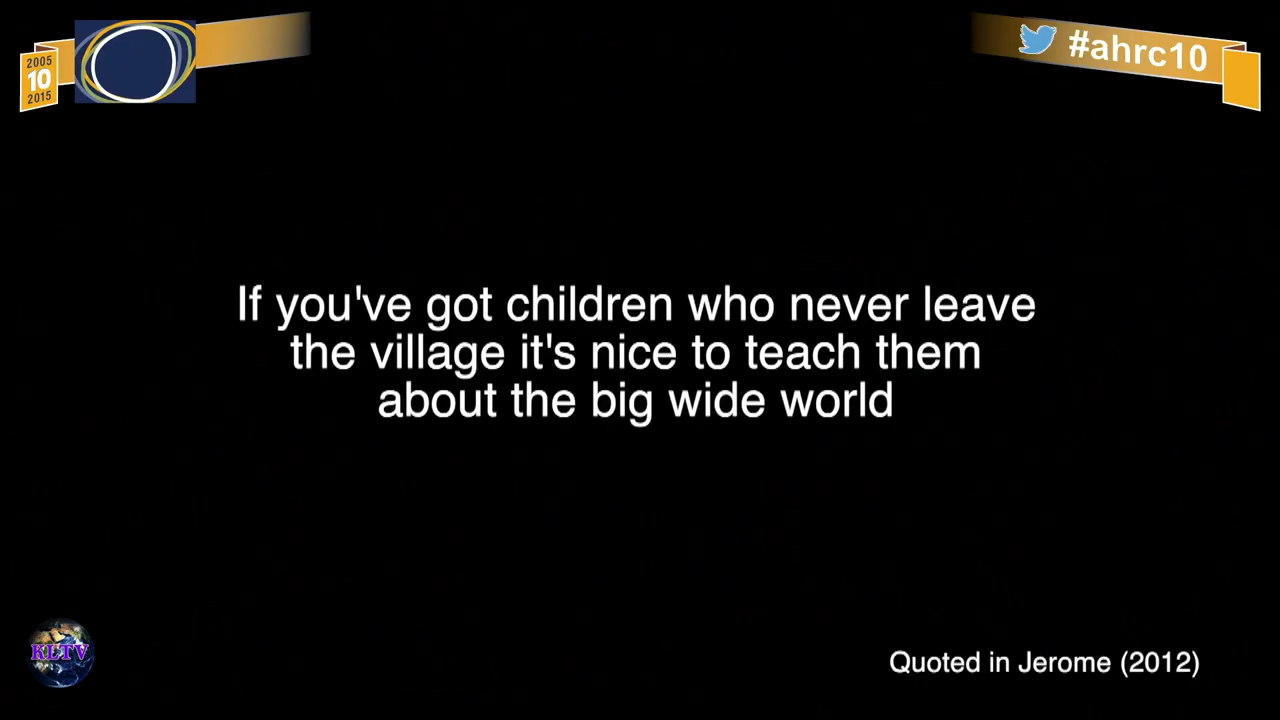 2005
10
2015
#ahrc10
If you've got children who never leave
the village it's nice to teach them
about the big wide world
KLTV
Quoted in Jerome (2012)